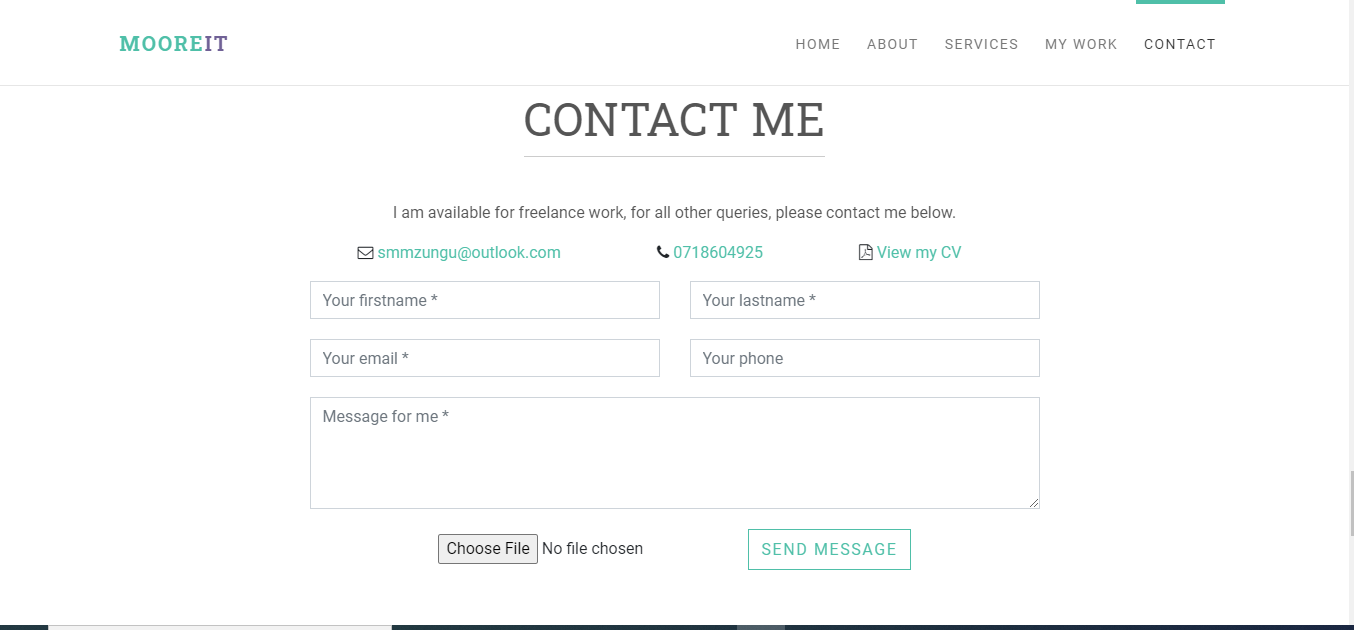 MOOREIT
HOME ABOUT SERVICES MY WORK CONTACT
CONTACT ME
I am available for freelance work, for all other queries, please contact me below.
smmzungu@outlook.com 0718604925 View my CV
Your firstname * Your lastname *
Your email * Your phone
Message for me *
Choose File No file chosen SEND MESSAGE